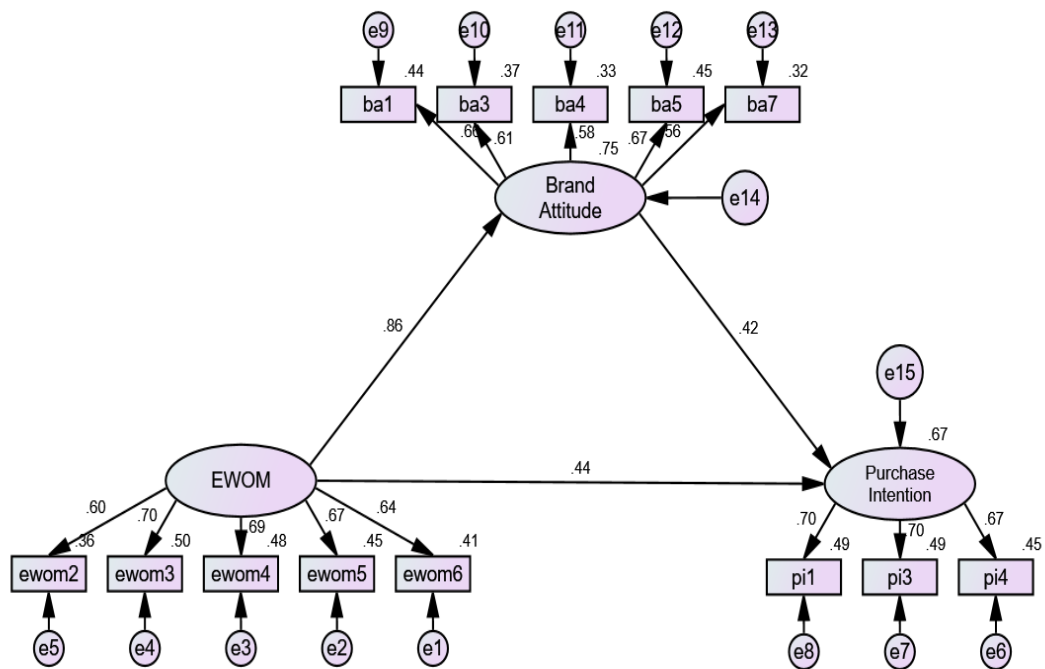 e9 e10 e11 e12 e13
.44 .37 .33 .45 .32
ba1 ba3 ba4 ba5 ba7
.66 .61 .58 .67 .56
.75
Brand
Attitude
e14
.86
.42
e15
.67
EWOM
.44
Purchase
Intention
.60 .70 .69 .67 .64
.36 .50 .48 .45 .41
ewom2 ewom3 ewom4 ewom5 ewom6
e5 e4 e3 e2 e1
.70 .70 .67
.49 .49 .45
pi1 pi3 pi4
e8 e7 e6